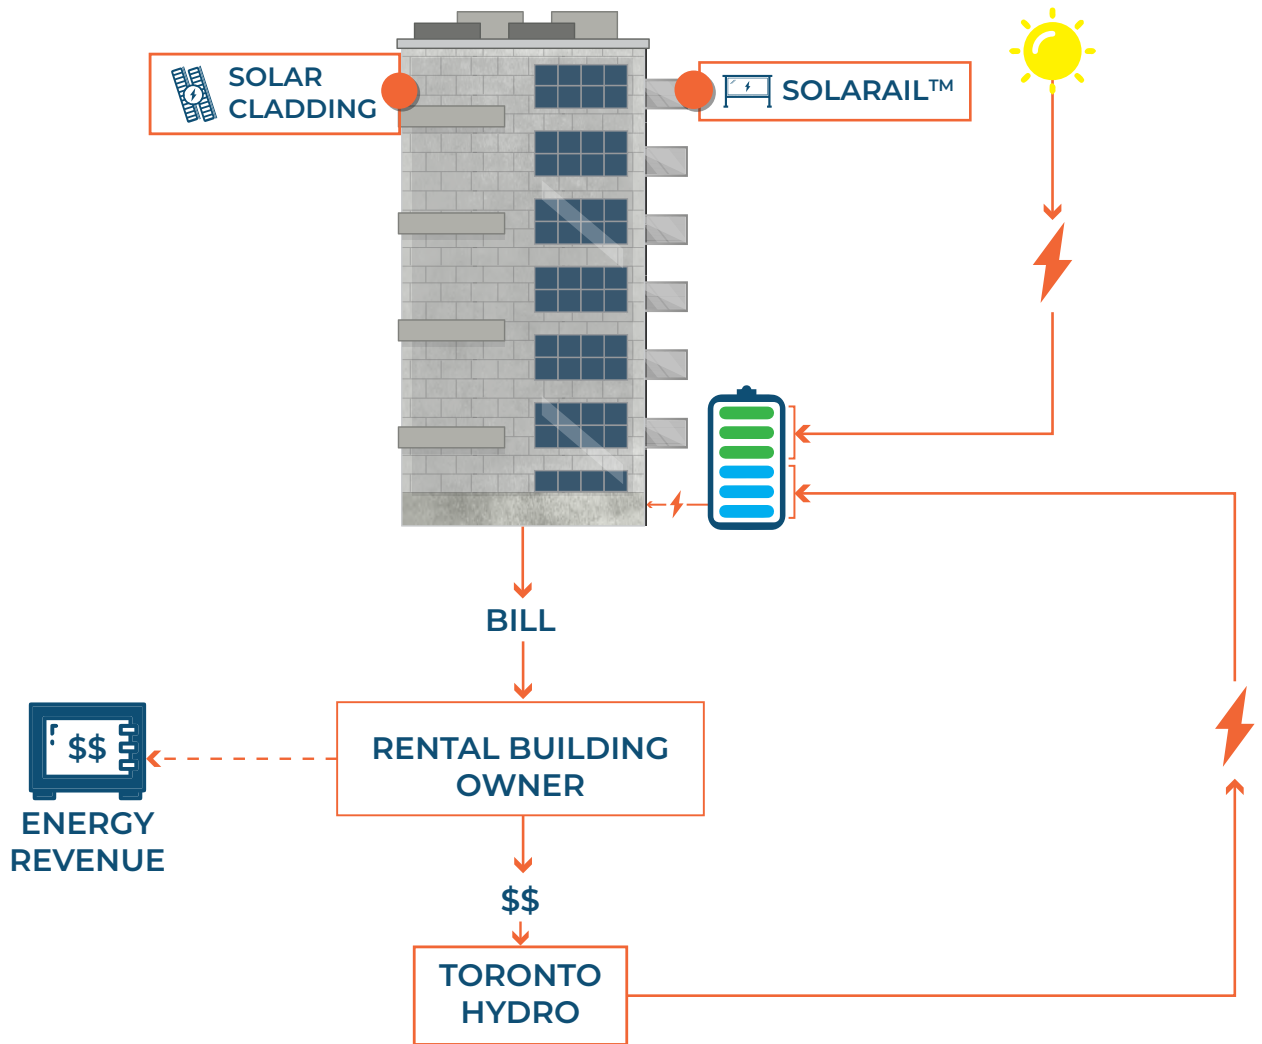 SOLAR
CLADDING
SOLARAIL™
BILL
RENTAL BUILDING
OWNER
$$
ENERGY
REVENUE
$$
TORONTO
HYDRO